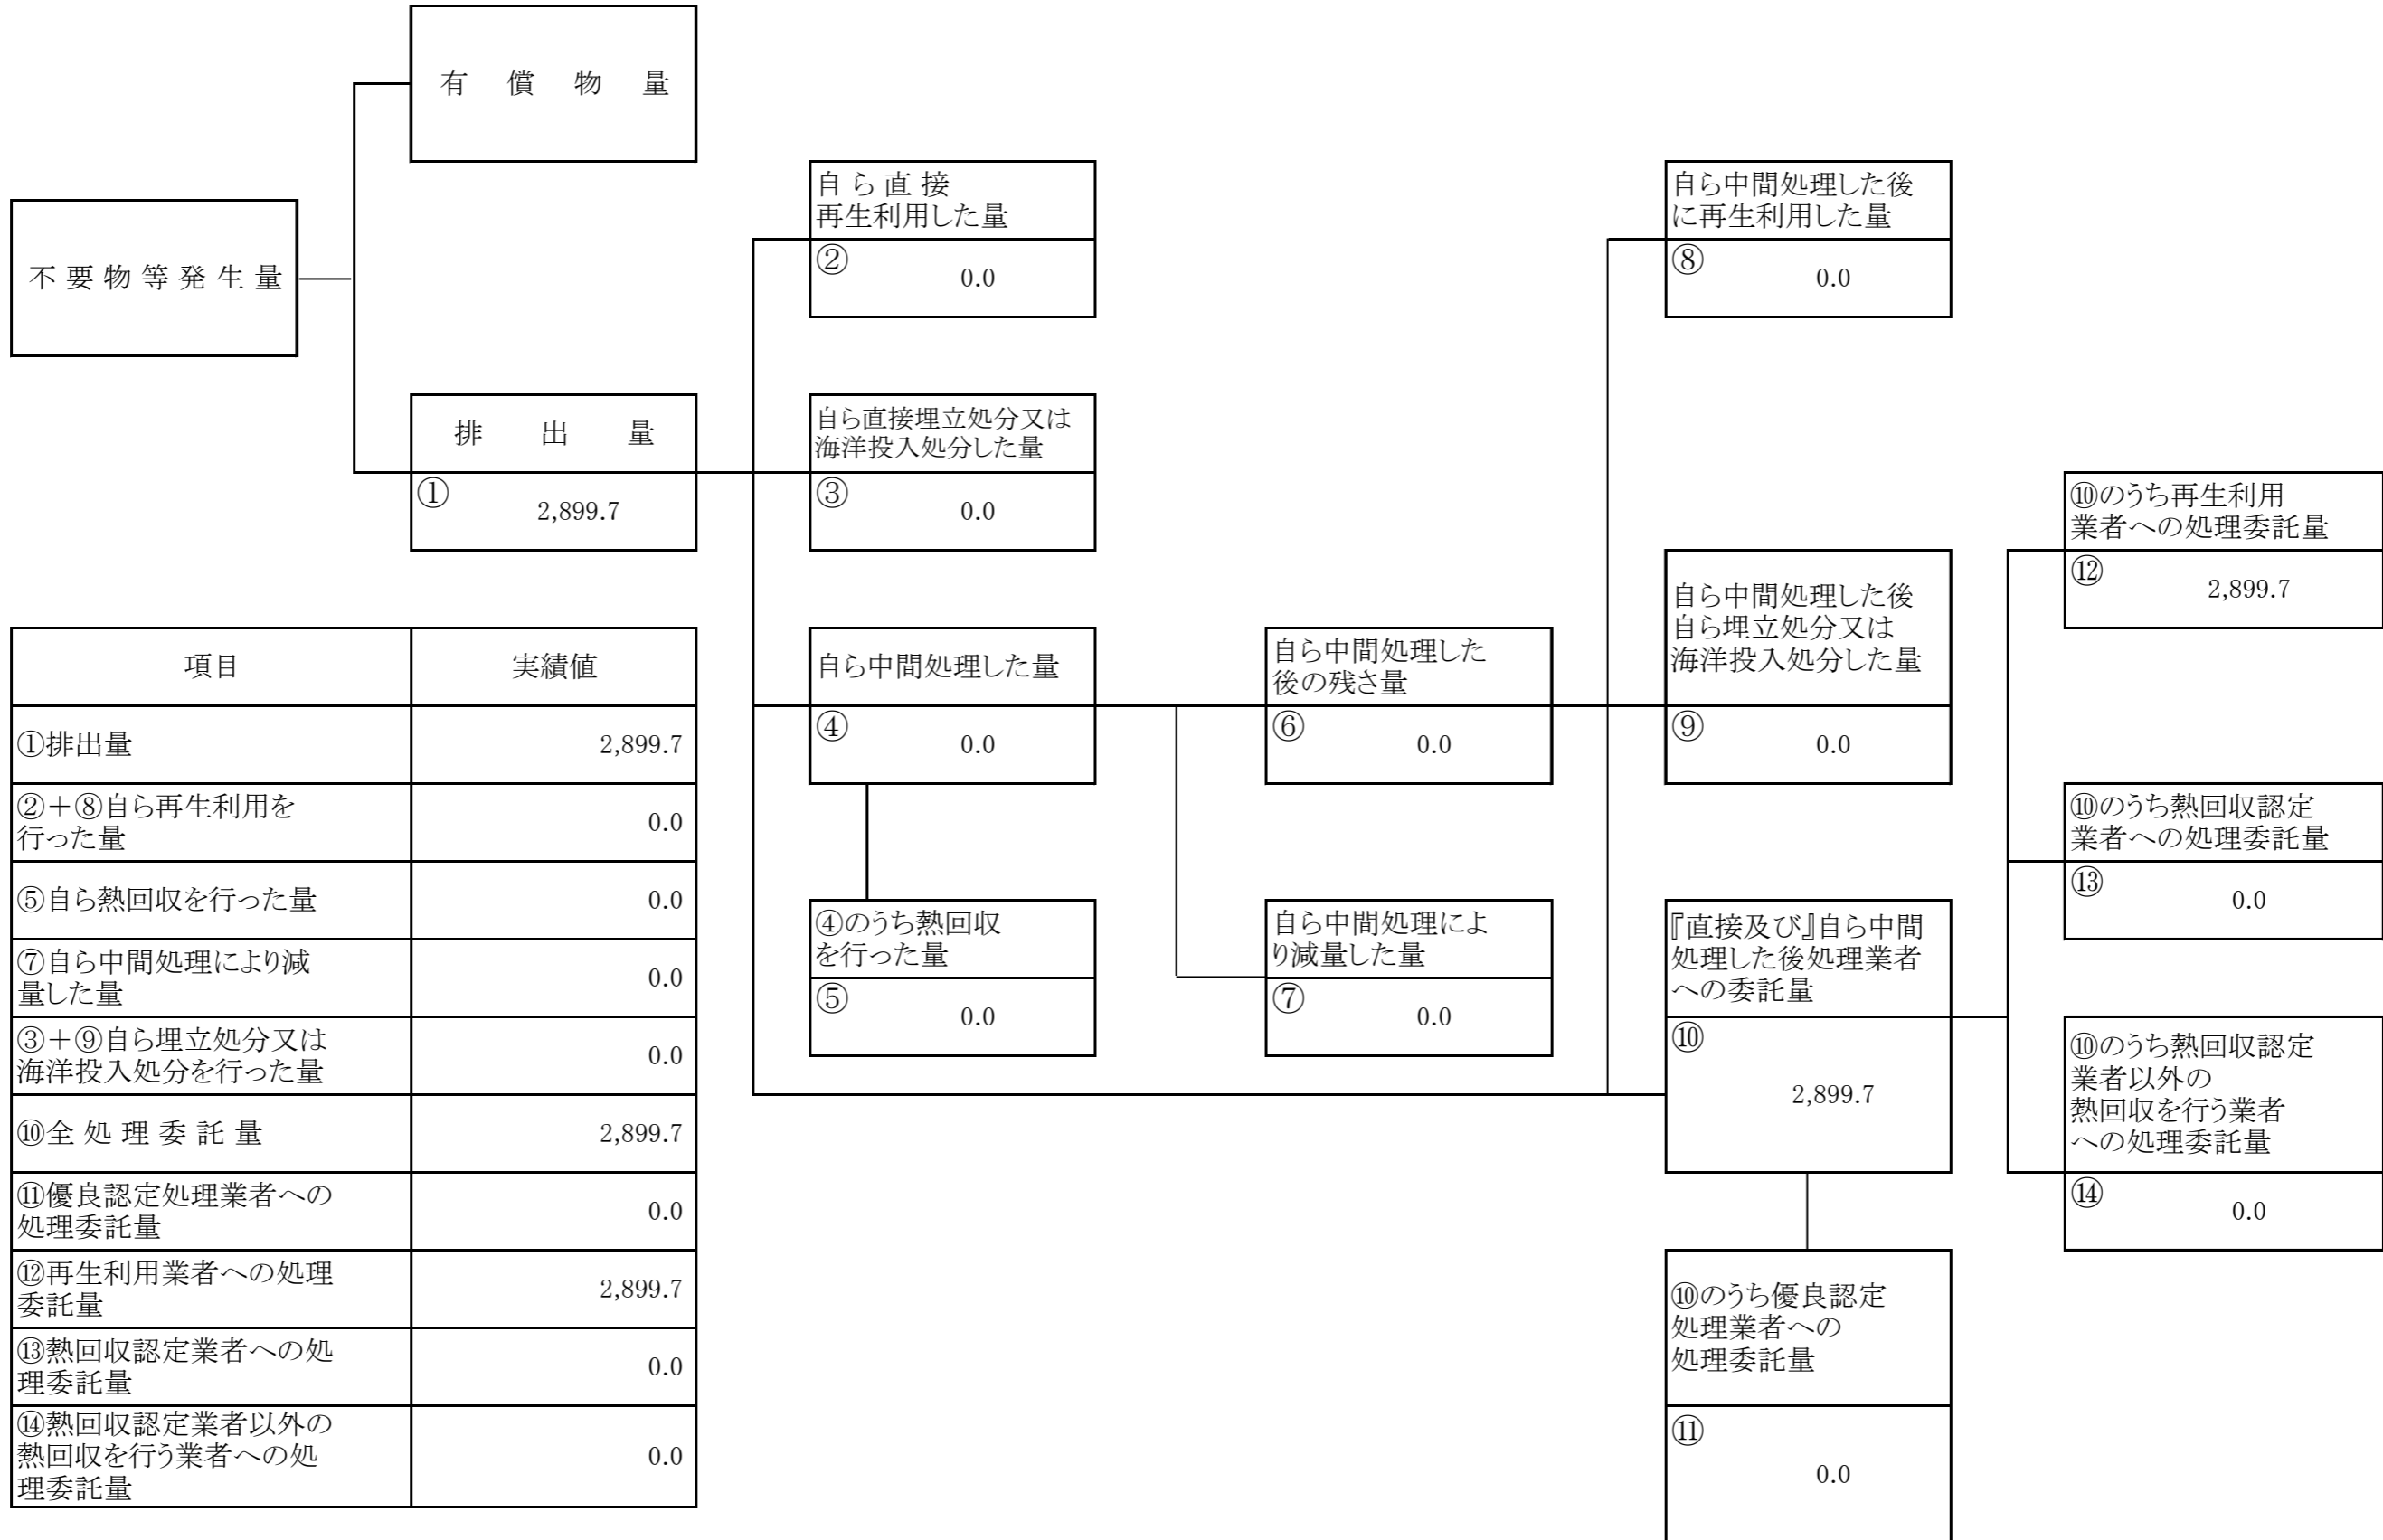 有 償 物 量
不 要 物 等 発 生 量
排 出 量
①
2,899.7
自 ら 直 接
再生利用した量
②
0.0
自ら直接埋立処分又は
海洋投入処分した量
③
0.0
自ら中間処理した量
④
0.0
④のうち熱回収
を行った量
⑤
0.0
自ら中間処理した
後の残さ量
⑥
0.0
自ら中間処理によ
り減量した量
⑦
0.0
自ら中間処理した後
に再生利用した量
⑧
0.0
自ら中間処理した後
自ら埋立処分又は
海洋投入処分した量
⑨
0.0
『直接及び』自ら中間
処理した後処理業者
への委託量
⑩
2,899.7
⑩のうち優良認定
処理業者への
処理委託量
⑪
0.0
⑩のうち再生利用
業者への処理委託量
⑫
2,899.7
⑩のうち熱回収認定
業者への処理委託量
⑬
0.0
⑩のうち熱回収認定
業者以外の
熱回収を行う業者
への処理委託量
⑭
0.0
項目 実績値
①排出量 2,899.7
②＋⑧自ら再生利用を
行った量 0.0
⑤自ら熱回収を行った量 0.0
⑦自ら中間処理により減
量した量 0.0
③＋⑨自ら埋立処分又は
海洋投入処分を行った量 0.0
⑩全 処 理 委 託 量 2,899.7
⑪優良認定処理業者への
処理委託量 0.0
⑫再生利用業者への処理
委託量 2,899.7
⑬熱回収認定業者への処
理委託量 0.0
⑭熱回収認定業者以外の
熱回収を行う業者への処
理委託量 0.0